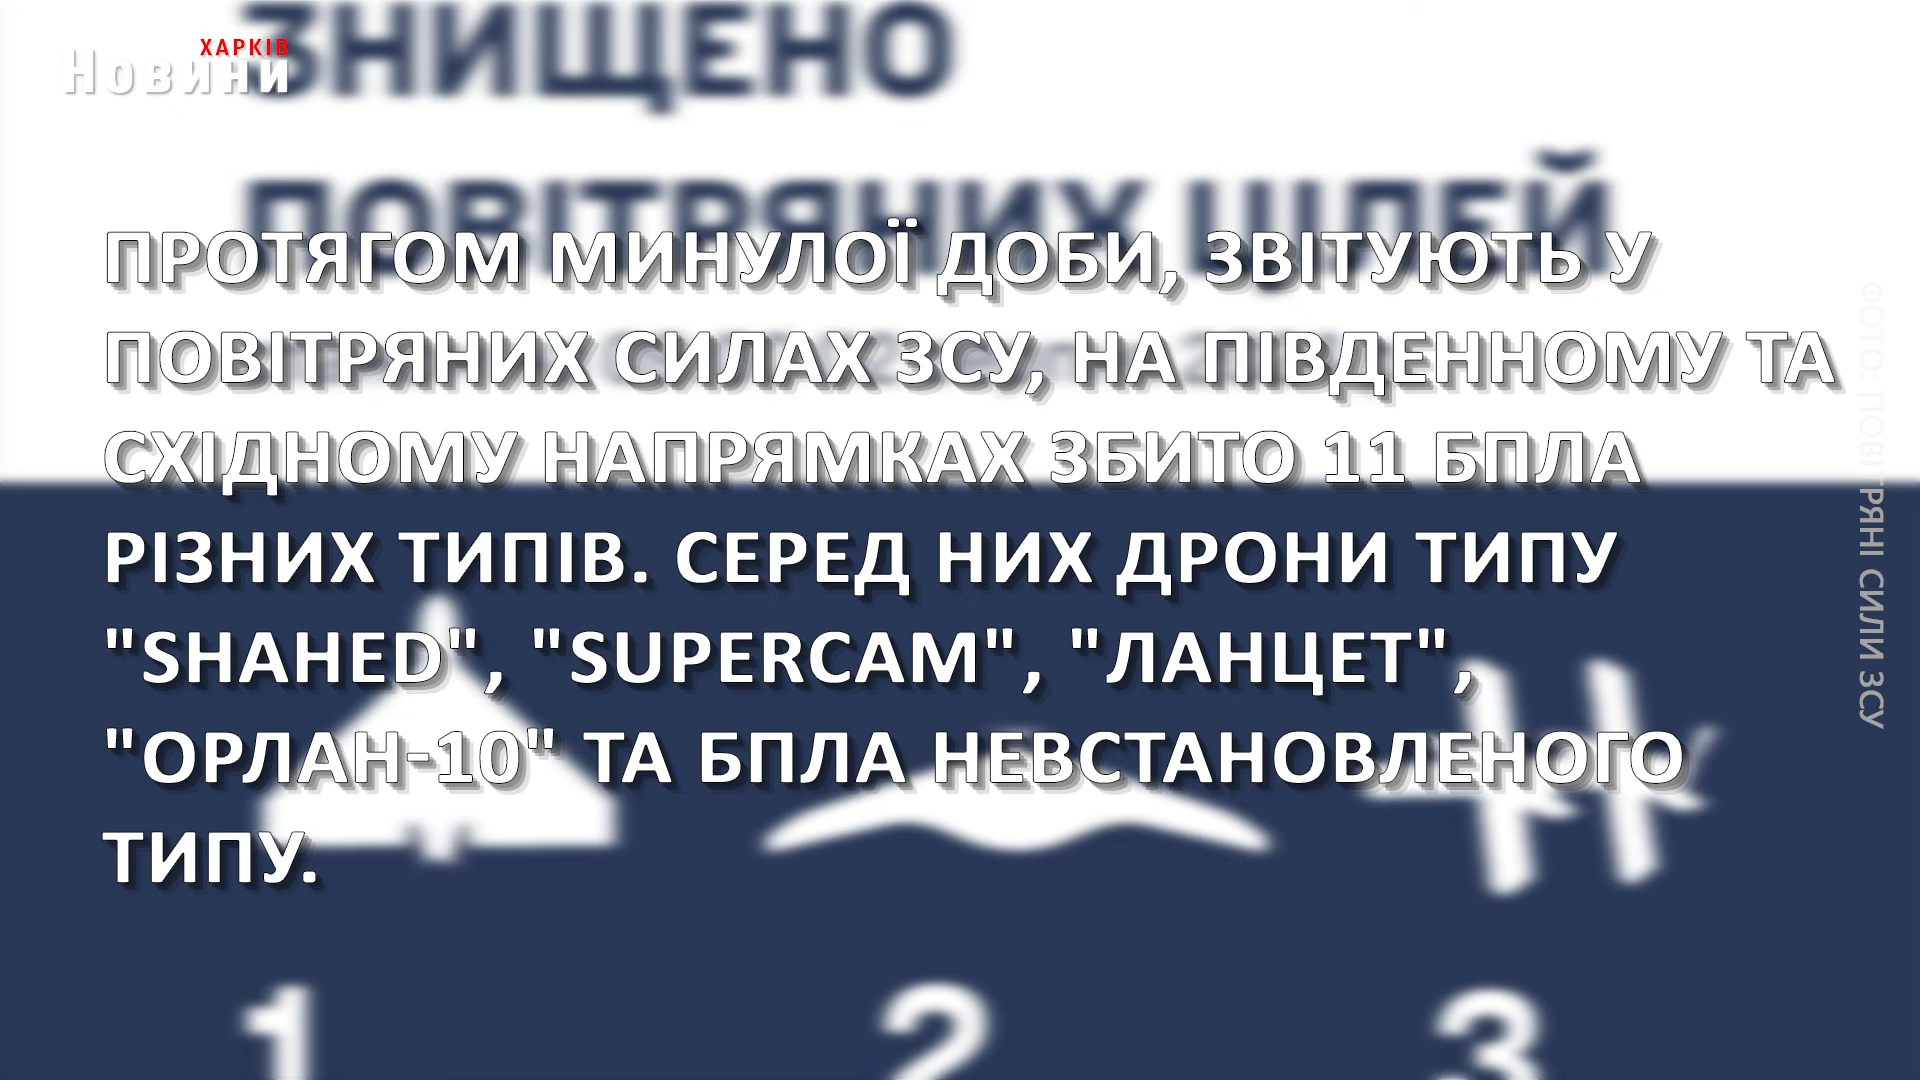 ЗНИЩЕНО
ХАРКІВ
Новини
ПОВІТРЯНИХ ЦІЛЕЙ
ПРОТЯГОМ МИНУЛОЇ ДОБИ, ЗВІТУЮТЬ У
ПОВІТРЯНИХ СИЛАХ ЗСУ, НА ПІВДЕННОМУ ТА
СХІДНОМУ НАПРЯМКАХ ЗБИТО 11 БПЛА
РІЗНИХ ТИПІВ. СЕРЕД НИХ ДРОНИ ТИПУ
"SHAHED", "SUPERCAM", "ЛАНЦЕТ",
"ОРЛАН-10" ТА БПЛА НЕВСТАНОВЛЕНОГО
ТИПУ.
ФОТО: ПОВІТРЯНІ СИЛИ ЗСУ
1 2 3